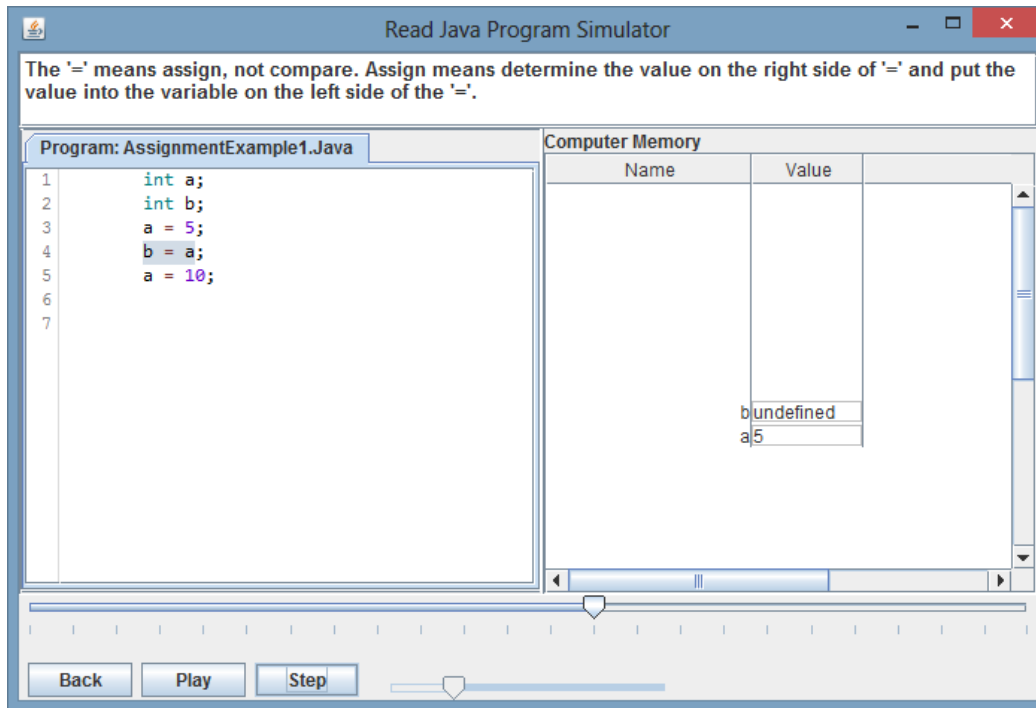 Read Java Program Simulator
The '=' means assign, not compare. Assign means determine the value on the right side of '=' and put the
value into the variable on the left side of the '='.
Program: AssignmentExample1.Java
1 int a;
2 int b;
3 a = 5;
4 b = a;
5 a = 10;
6
7
Computer Memory
Name Value
b undefined
a 5
Back Play Step